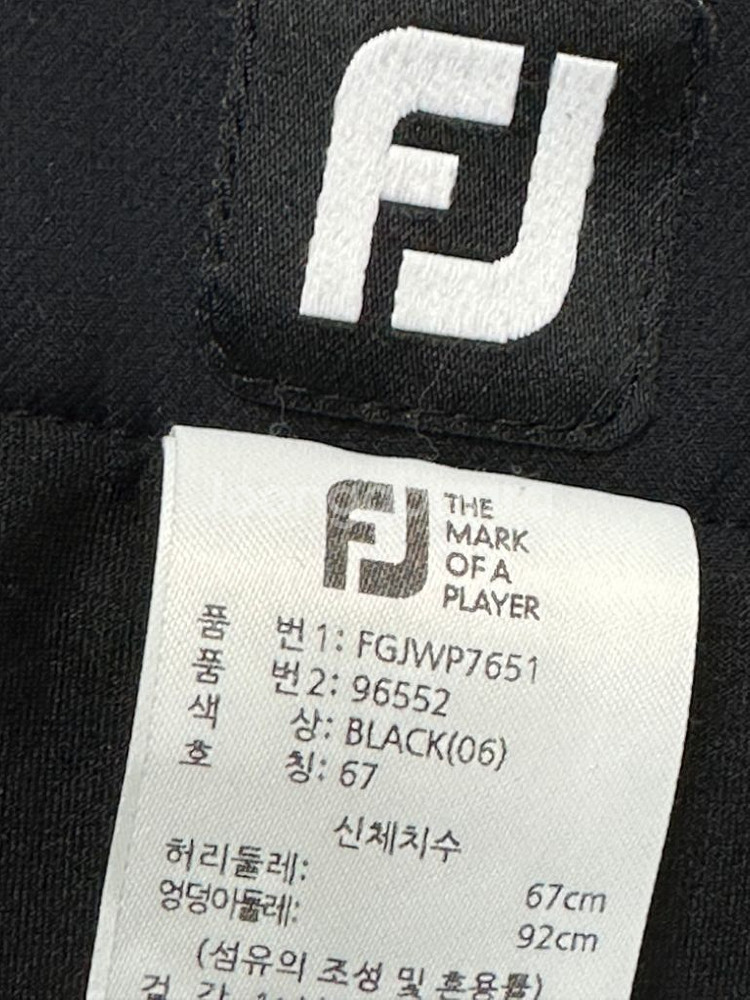 FJ
FJ THE
MARK
OF A
PLAYER
품 번1: FGJWP7651
품 번2: 96552
색 상: BLACK(06)
호 칭: 67
신체치수
허리둘레: 67cm
엉덩이둘레: 92cm
(섬유의 조성 및 혼용률)
겉 감